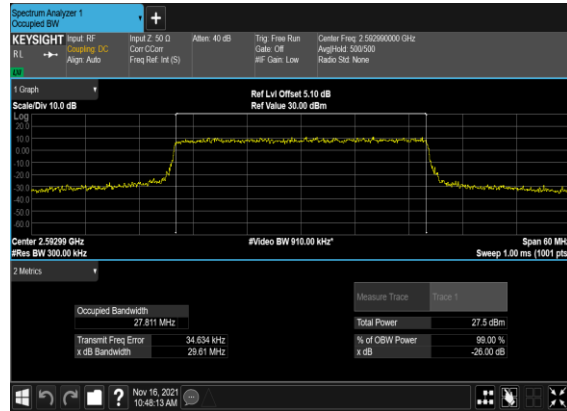 Spectrum Analyzer 1
Occupied BW
KEYSIGHT
RL
Input: RF
Coupling: DC
Align: Auto
Input Z: 50 Ω
Corr CCorr
Freq Ref: Int (S)
Atten: 40 dB
Trig: Free Run
Gate: Off
#IF Gain: Low
Center Freq: 2.592990000 GHz
Avg|Hold: 500/500
Radio Std: None
1 Graph
Scale/Div 10.0 dB
Ref Lvl Offset 5.10 dB
Ref Value 30.00 dBm
Log
20.0
10.0
0.00
-10.0
-20.0
-30.0
-40.0
-50.0
-60.0
Center 2.59299 GHz
#Res BW 300.00 kHz
#Video BW 910.00 kHz*
Span 60 MHz
Sweep 1.00 ms (1001 pts
2 Metrics
Measure Trace
Trace 1
Occupied Bandwidth
27.811 MHz
Total Power
27.5 dBm
Transmit Freq Error
34.634 kHz
% of OBW Power
99.00 %
x dB Bandwidth
29.61 MHz
x dB
-26.00 dB
Nov 16, 2021
10:48:13 AM